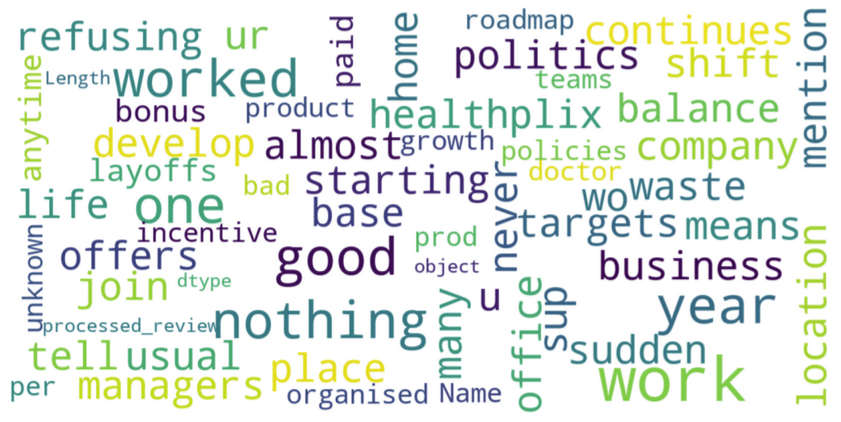 refusing
ur
paid
home
roadmap
continues
mention
politics
shift
anytime
Length
worked
teams
bonus
product
healthplix
balance
develop
almost
growth
policies
company
layoffs
bad
starting
doctor
never
wo
waste
life
one
base
targets
means
unknown
incentive
offers
good
prod
object
business
location
join
dtype
many
u
office
sup
year
processed_review
nothing
tell
usual
place
sudden
work
per
managers
organised
Name